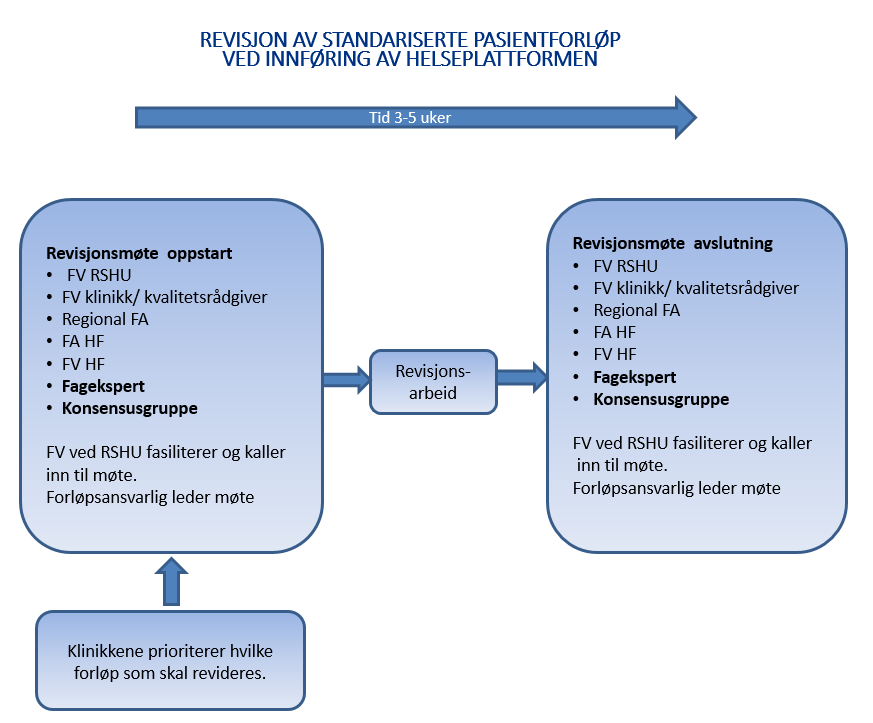 REVISJON AV STANDARISERTE PASIENTFORLØP
VED INNFØRING AV HELSEPLATTFORMEN
Tid 3-5 uker
Revisjonsmøte oppstart
• FV RSHU
• FV klinikk/ kvalitetsrådgiver
• Regional FA
• FA HF
• FV HF
• Fagekspert
• Konsensusgruppe
FV ved RSHU fasiliterer og kaller
inn til møte.
Forløpsansvarlig leder møte
Revisjons-
arbeid
Revisjonsmøte avslutning
• FV RSHU
• FV klinikk/ kvalitetsrådgiver
• Regional FA
• FA HF
• FV HF
• Fagekspert
• Konsensusgruppe
FV ved RSHU fasiliterer og kaller
inn til møte.
Forløpsansvarlig leder møte
Klinikkene prioriterer hvilke
forløp som skal revideres.